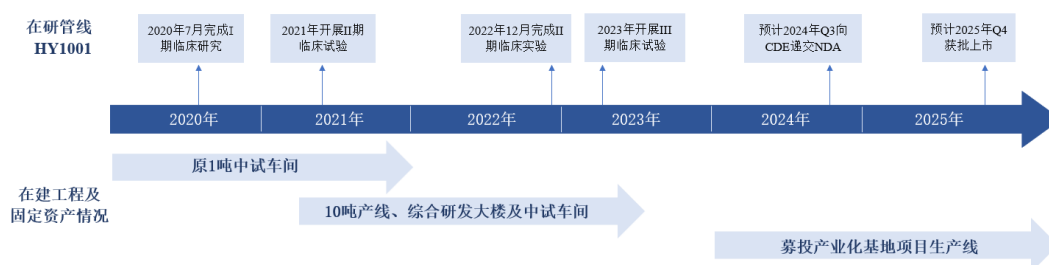 在研管线
HY1001
2020年7月完成I
期临床研究
2021年开展II期
临床试验
2022年12月完成II
期临床实验
2023年开展III
期临床试验
预计2024年Q3向
CDE递交NDA
预计2025年Q4
获批上市
2020年
2021年
2022年
2023年
2024年
2025年
在建工程及
固定资产情况
原1吨中试车间
10吨产线、综合研发大楼及中试车间
募投产业化基地项目生产线